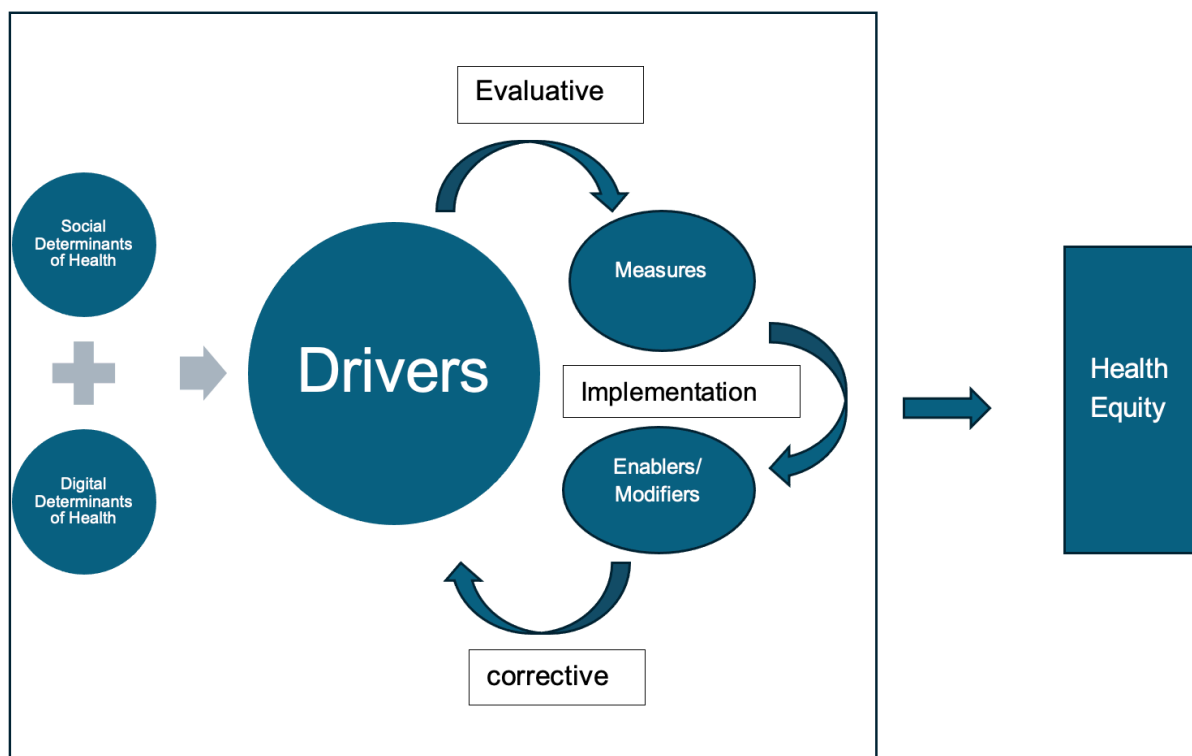 Evaluative
Social
Determinants
of Health
Measures
Drivers
Implementation
Health
Equity
Digital
Determinants
of Health
Enablers/
Modifiers
corrective